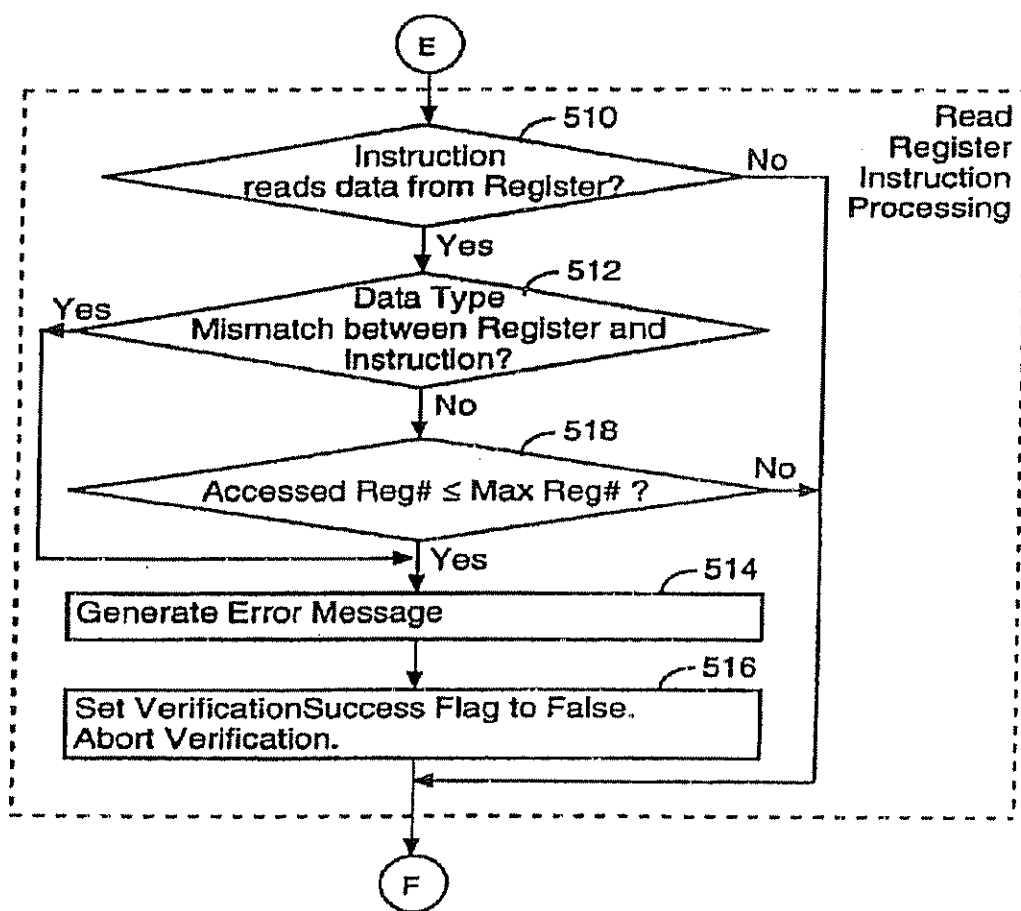 E
510
Read
Register
Instruction
Processing
Instruction
reads data from Register?
No
Yes
512
Data Type
Mismatch between Register and
Instruction?
Yes
No
518
Accessed Reg# ≤ Max Reg# ?
No
Yes
514
Generate Error Message
516
Set VerificationSuccess Flag to False.
Abort Verification.
F